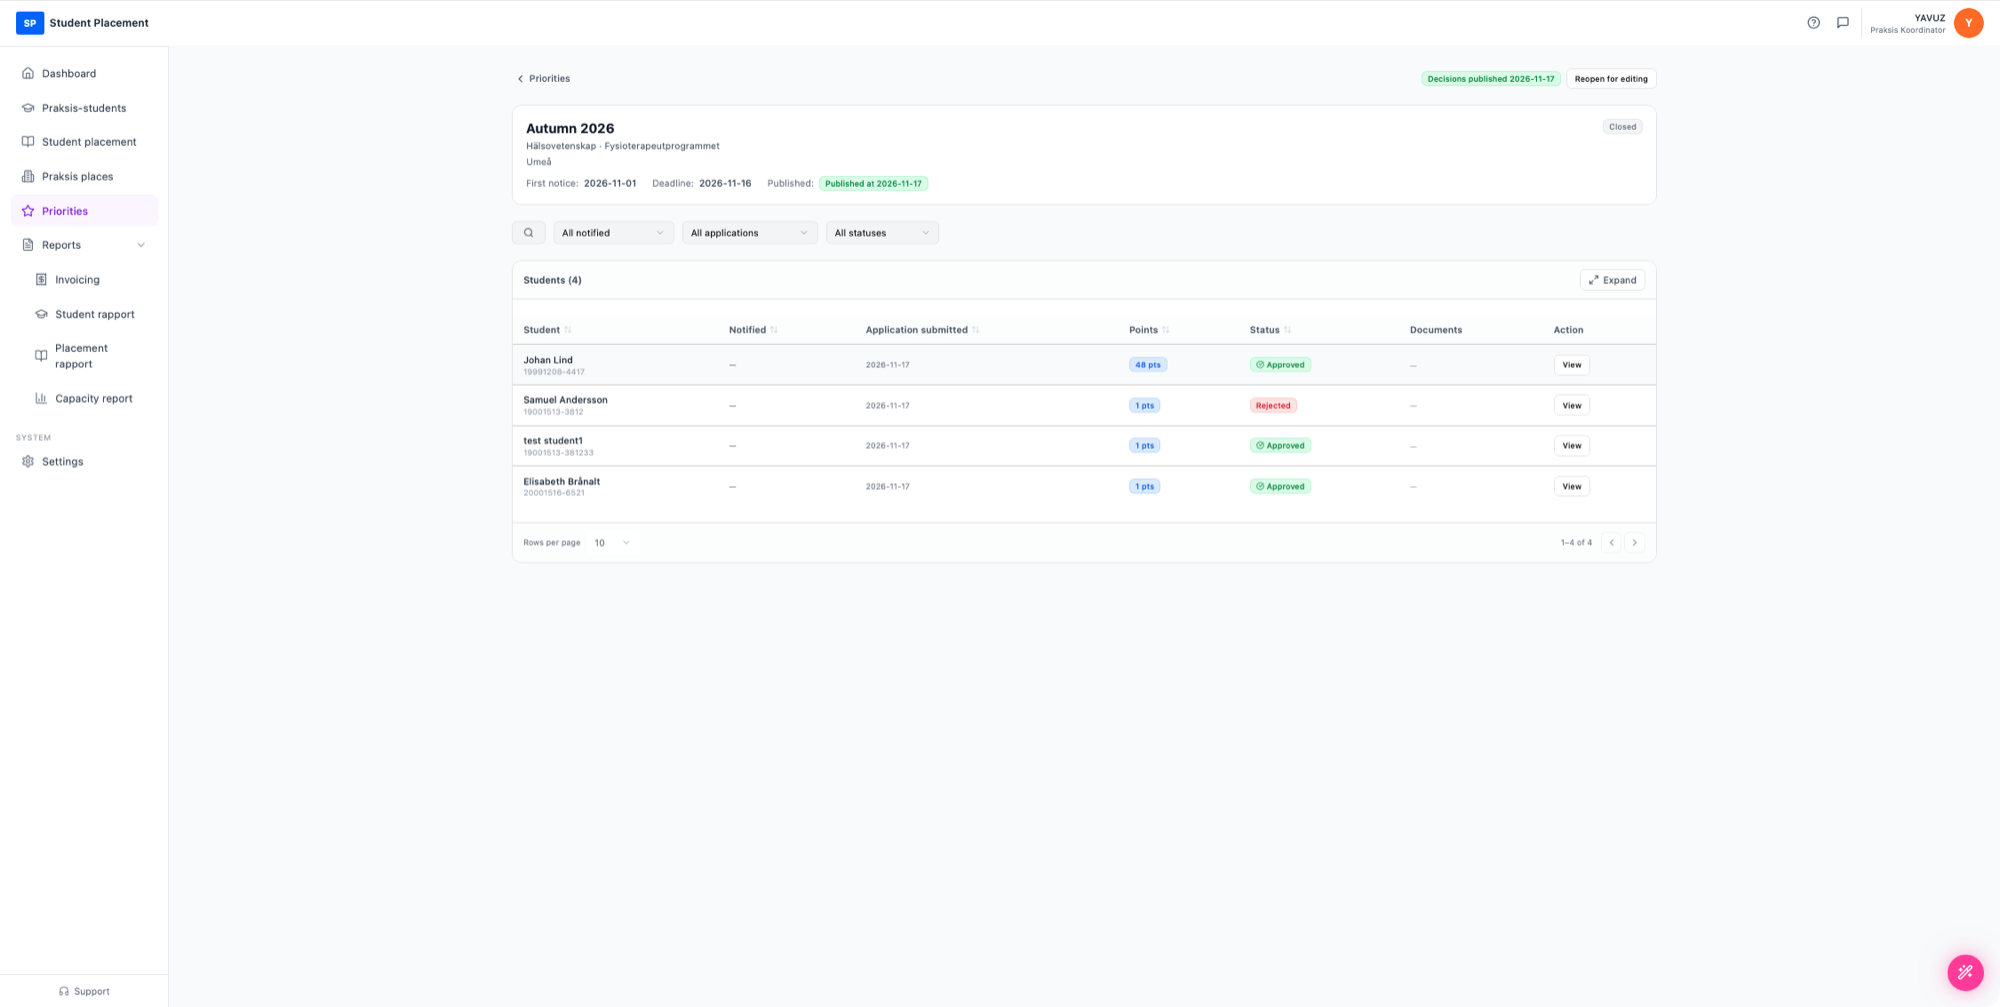 SP Student Placement
YAVUZ
Praksis Koordinator
Y
Dashboard
Praksis-students
Student placement
Praksis places
Priorities
Reports
Invoicing
Student rapport
Placement
rapport
Capacity report
SYSTEM
Settings
Support
Priorities
Decisions published 2026-11-17
Reopen for editing
Autumn 2026
Closed
Hälsovetenskap · Fysioterapeutprogrammet
Umeå
First notice: 2026-11-01 Deadline: 2026-11-16 Published: Published at 2026-11-17
All notified All applications All statuses
Students (4)
Expand
Student Notified Application submitted Points Status Documents Action
Johan Lind
19991208-4417
— 2026-11-17 48 pts Approved — View
Samuel Andersson
19001513-3812
— 2026-11-17 1 pts Rejected — View
test student1
19001513-381233
— 2026-11-17 1 pts Approved — View
Elisabeth Brånalt
20001516-6521
— 2026-11-17 1 pts Approved — View
Rows per page 10
1–4 of 4